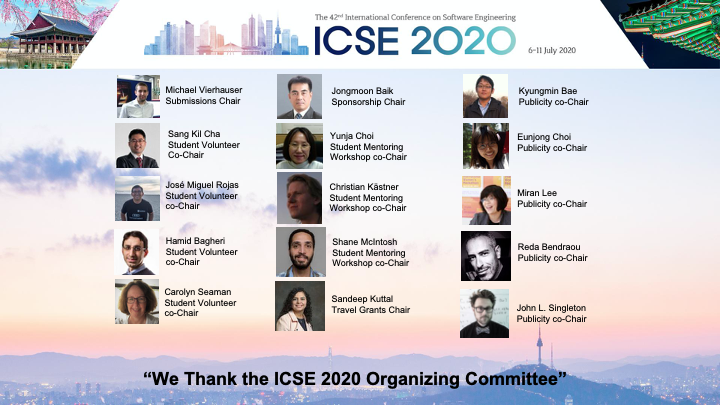 The 42nd International Conference on Software Engineering
ICSE 2020
6-11 July 2020
Michael Vierhauser
Submissions Chair
Jongmoon Baik
Sponsorship Chair
Kyungmin Bae
Publicity co-Chair
Sang Kil Cha
Student Volunteer
Co-Chair
Yunja Choi
Student Mentoring
Workshop co-Chair
Eunjong Choi
Publicity co-Chair
José Miguel Rojas
Student Volunteer
co-Chair
Christian Kästner
Student Mentoring
Workshop co-Chair
Miran Lee
Publicity co-Chair
Hamid Bagheri
Student Volunteer
co-Chair
Shane McIntosh
Student Mentoring
Workshop co-Chair
Reda Bendraou
Publicity co-Chair
Carolyn Seaman
Student Volunteer
co-Chair
Sandeep Kuttal
Travel Grants Chair
John L. Singleton
Publicity co-Chair
“We Thank the ICSE 2020 Organizing Committee”